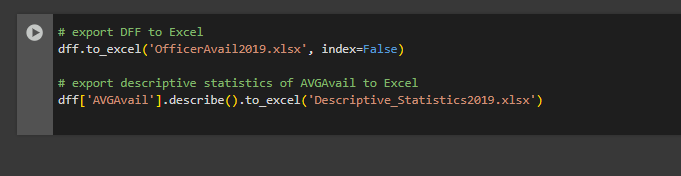 # export DFF to Excel
dff.to_excel('OfficerAvail2019.xlsx', index=False)
# export descriptive statistics of AVGAvail to Excel
dff['AVGAvail'].describe().to_excel('Descriptive_Statistics2019.xlsx')